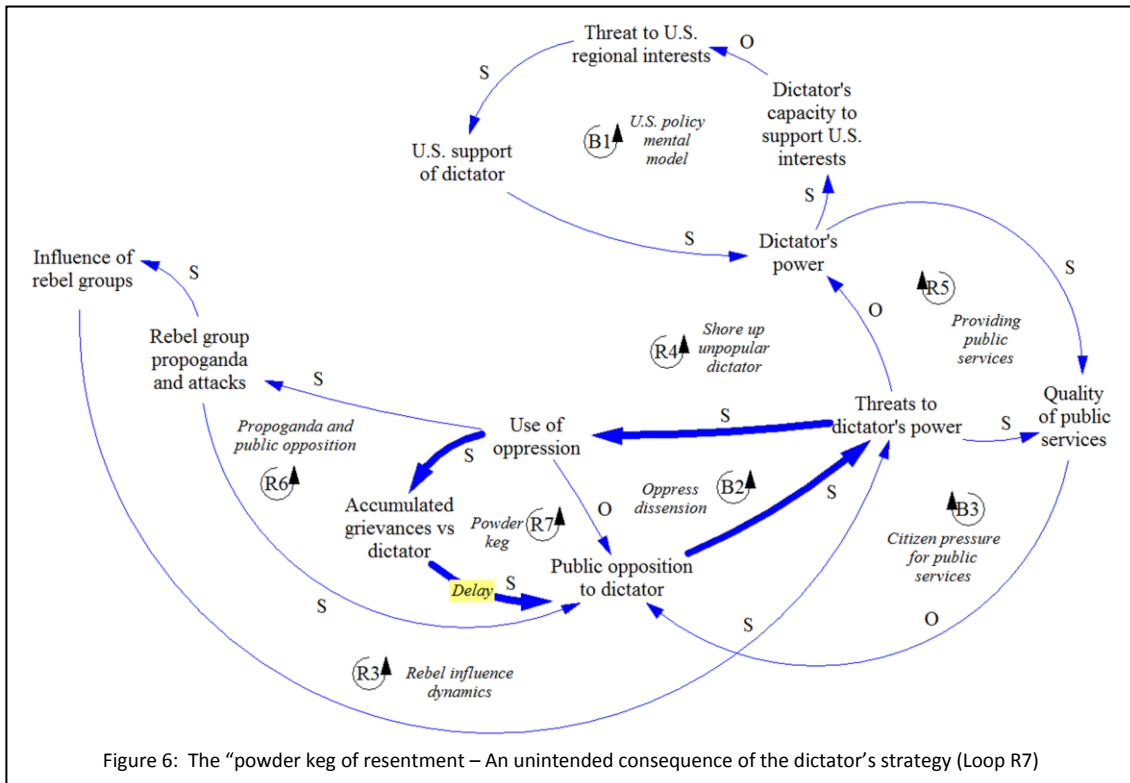 Threat to U.S.
regional interests
O
S
Dictator's
capacity to
support U.S.
interests
B1
U.S. policy
mental
model
U.S. support
of dictator
S
S
Dictator's
power
Influence of
rebel groups
S
S
R5
Providing
public
services
O
Rebel group
propoganda
and attacks
R4
Shore up
unpopular
dictator
S
Threats to
dictator's power
S
S
Quality
of public
services
Use of
oppression
Propoganda and
public opposition
R6
S
Oppress
dissension
B2
S
B3
Citizen pressure
for public
services
Accumulated
grievances vs
dictator
Powder
keg
R7
O
Public opposition
to dictator
Delay
S
S
S
O
R3
Rebel influence
dynamics
Figure 6: The “powder keg of resentment – An unintended consequence of the dictator’s strategy (Loop R7)